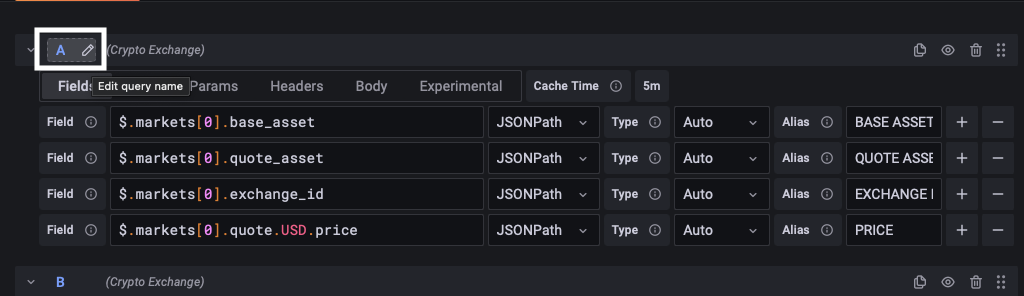 A (Crypto Exchange)
Fields Edit query name Params Headers Body Experimental Cache Time 5m
Field $.markets[0].base_asset JSONPath Type Auto Alias BASE ASSET
Field $.markets[0].quote_asset JSONPath Type Auto Alias QUOTE ASSE
Field $.markets[0].exchange_id JSONPath Type Auto Alias EXCHANGE I
Field $.markets[0].quote.USD.price JSONPath Type Auto Alias PRICE
B (Crypto Exchange)